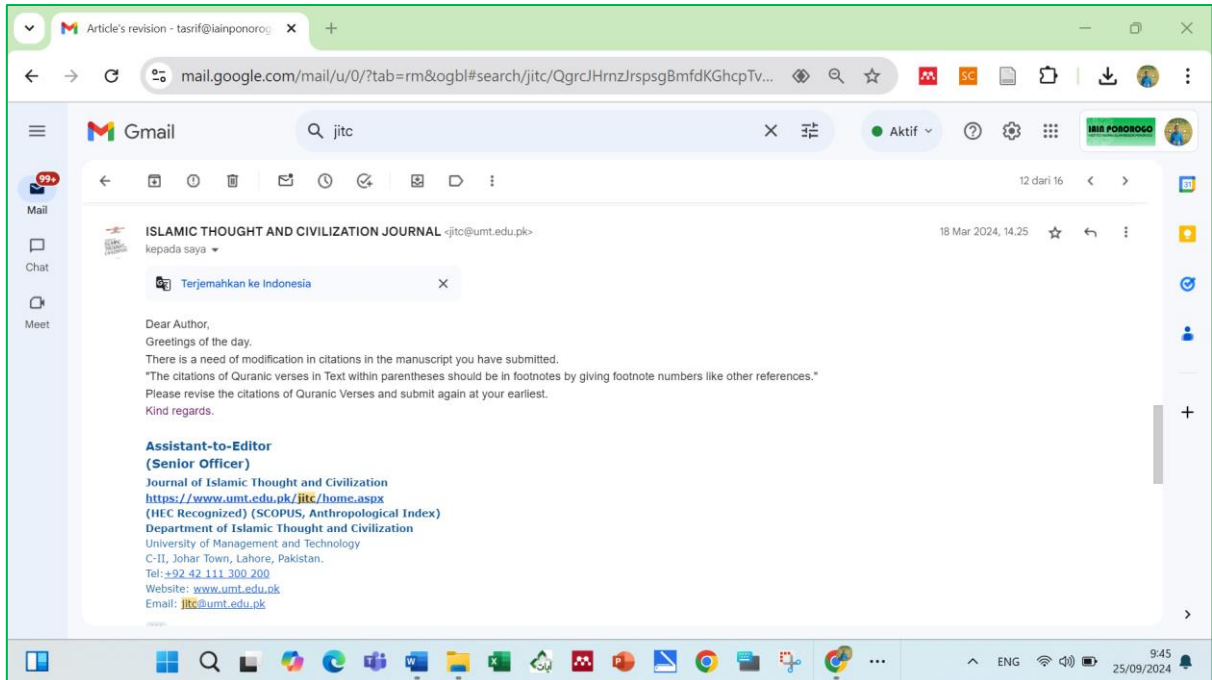 Article's revision - tasrif@iainponorog
mail.google.com/mail/u/0/?tab=rm&ogbl#search/jitc/QgrcJHrnzJrspsgBmfdKGhcpTv...
SC
Gmail
jitc
Aktif
IAIN PONOROGO
99+
Mail
12 dari 16
31
ISLAMIC THOUGHT AND CIVILIZATION JOURNAL <jitc@umt.edu.pk>
18 Mar 2024, 14.25
kepada saya
Chat
Terjemahkan ke Indonesia
Meet
Dear Author,
Greetings of the day.
There is a need of modification in citations in the manuscript you have submitted.
"The citations of Quranic verses in Text within parentheses should be in footnotes by giving footnote numbers like other references."
Please revise the citations of Quranic Verses and submit again at your earliest.
Kind regards.
Assistant-to-Editor
(Senior Officer)
Journal of Islamic Thought and Civilization
https://www.umt.edu.pk/jitc/home.aspx
(HEC Recognized) (SCOPUS, Anthropological Index)
Department of Islamic Thought and Civilization
University of Management and Technology
C-II, Johar Town, Lahore, Pakistan.
Tel:+92 42 111 300 200
Website: www.umt.edu.pk
Email: jitc@umt.edu.pk
ENG
9:45
25/09/2024